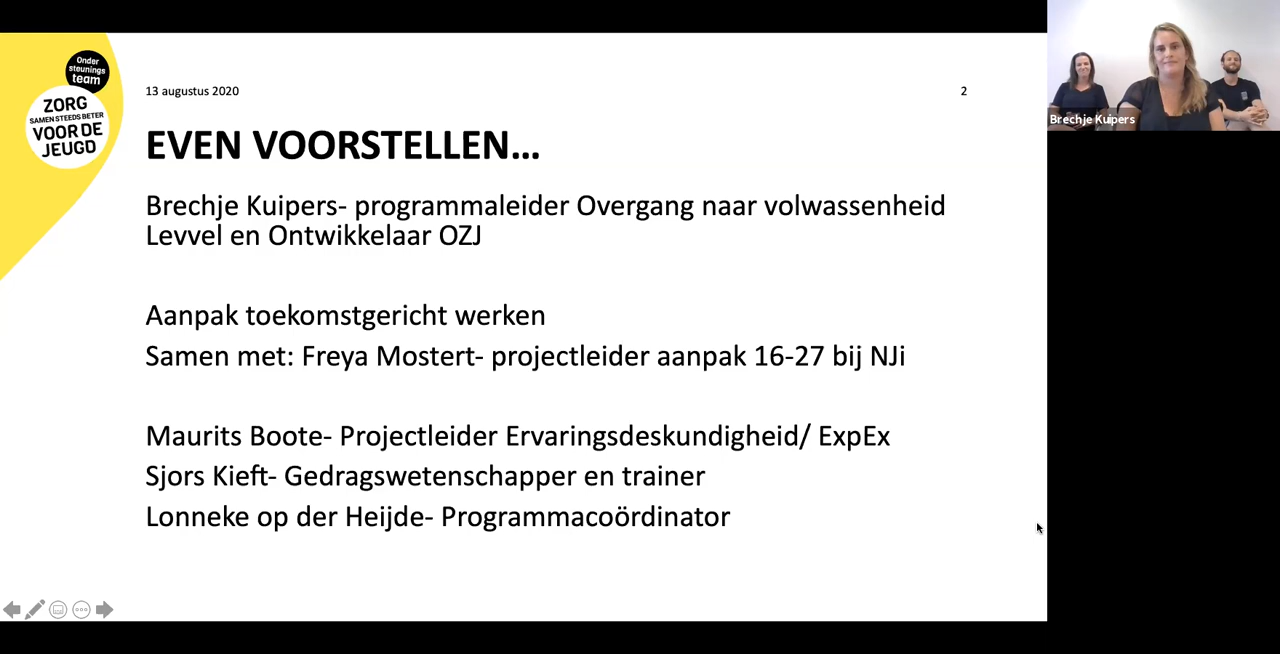 Onder
steunings
team
ZORG
SAMEN STEEDS BETER
VOOR DE
JEUGD
13 augustus 2020
2
EVEN VOORSTELLEN...
Brechje Kuipers- programmaleider Overgang naar volwassenheid
Levvel en Ontwikkelaar OZJ
Aanpak toekomstgericht werken
Samen met: Freya Mostert- projectleider aanpak 16-27 bij NJi
Maurits Boote- Projectleider Ervaringsdeskundigheid/ ExpEx
Sjors Kieft- Gedragswetenschapper en trainer
Lonneke op der Heijde- Programmacoördinator
Brechje Kuipers